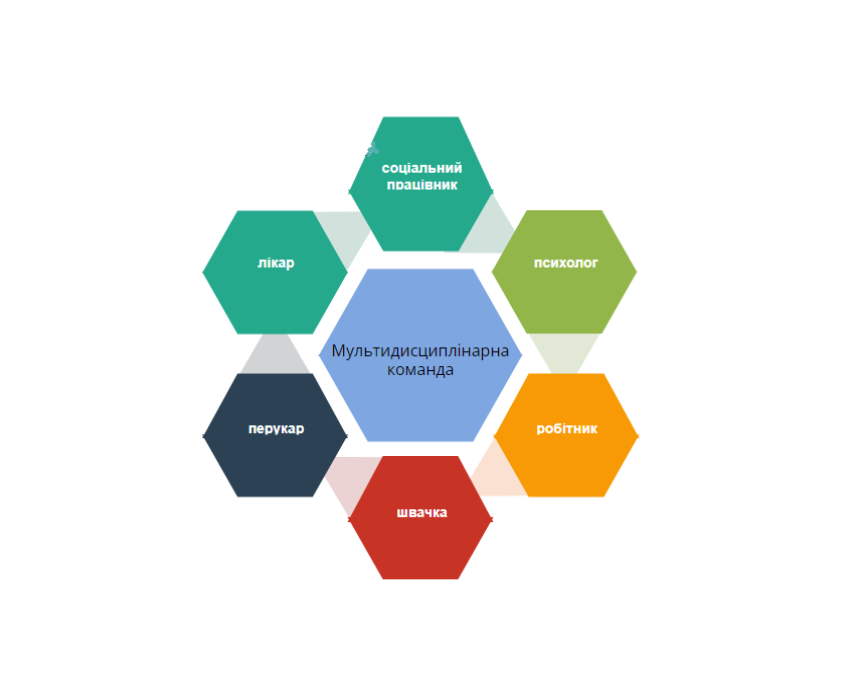 соціальний
працівник
лікар
психолог
Мультидисциплінарна
команда
перукар
робітник
швачка